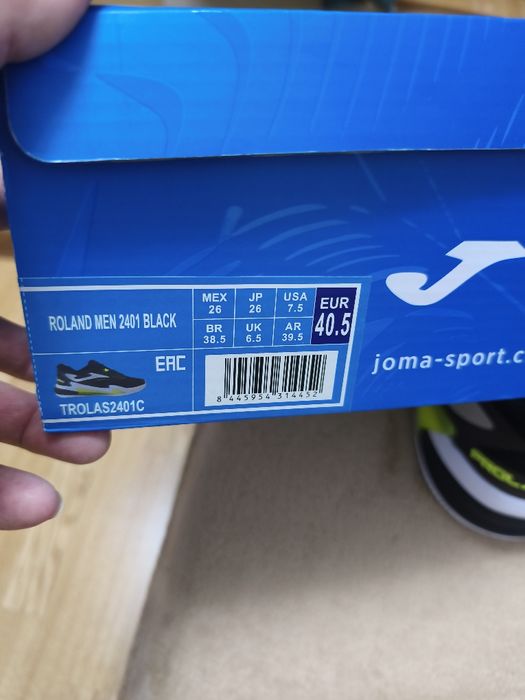 ROLAND MEN 2401 BLACK
MEX 26
JP 26
USA 7.5
EUR 40.5
BR 38.5
UK 6.5
AR 39.5
EAC
TROLAS2401C
8 445954 314452
joma-sport.c